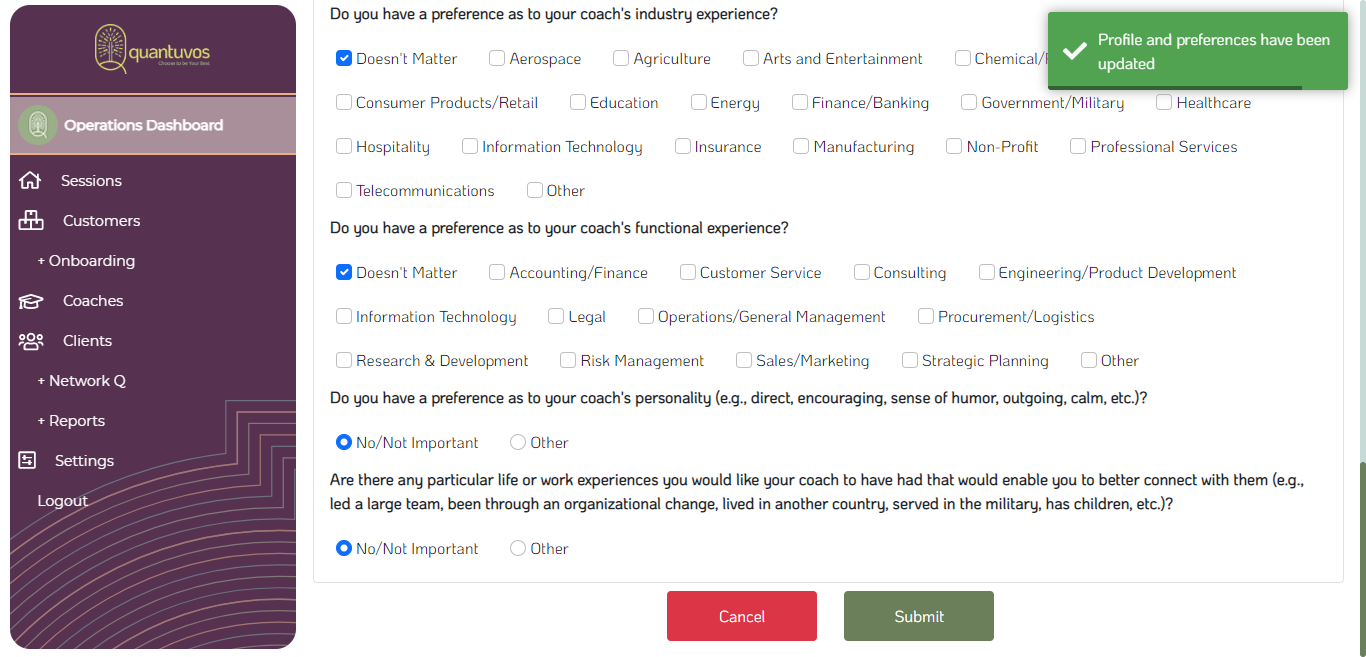 quantuvos
Choose to be Your Best
Operations Dashboard
Sessions
Customers
+ Onboarding
Coaches
Clients
+ Network Q
+ Reports
Settings
Logout
Do you have a preference as to your coach's industry experience?
Doesn't Matter Aerospace Agriculture Arts and Entertainment Chemical/
Consumer Products/Retail Education Energy Finance/Banking Government/Military Healthcare
Hospitality Information Technology Insurance Manufacturing Non-Profit Professional Services
Telecommunications Other
Do you have a preference as to your coach's functional experience?
Doesn't Matter Accounting/Finance Customer Service Consulting Engineering/Product Development
Information Technology Legal Operations/General Management Procurement/Logistics
Research & Development Risk Management Sales/Marketing Strategic Planning Other
Do you have a preference as to your coach's personality (e.g., direct, encouraging, sense of humor, outgoing, calm, etc.)?
No/Not Important Other
Are there any particular life or work experiences you would like your coach to have had that would enable you to better connect with them (e.g.,
led a large team, been through an organizational change, lived in another country, served in the military, has children, etc.)?
No/Not Important Other
Cancel Submit
Profile and preferences have been
updated